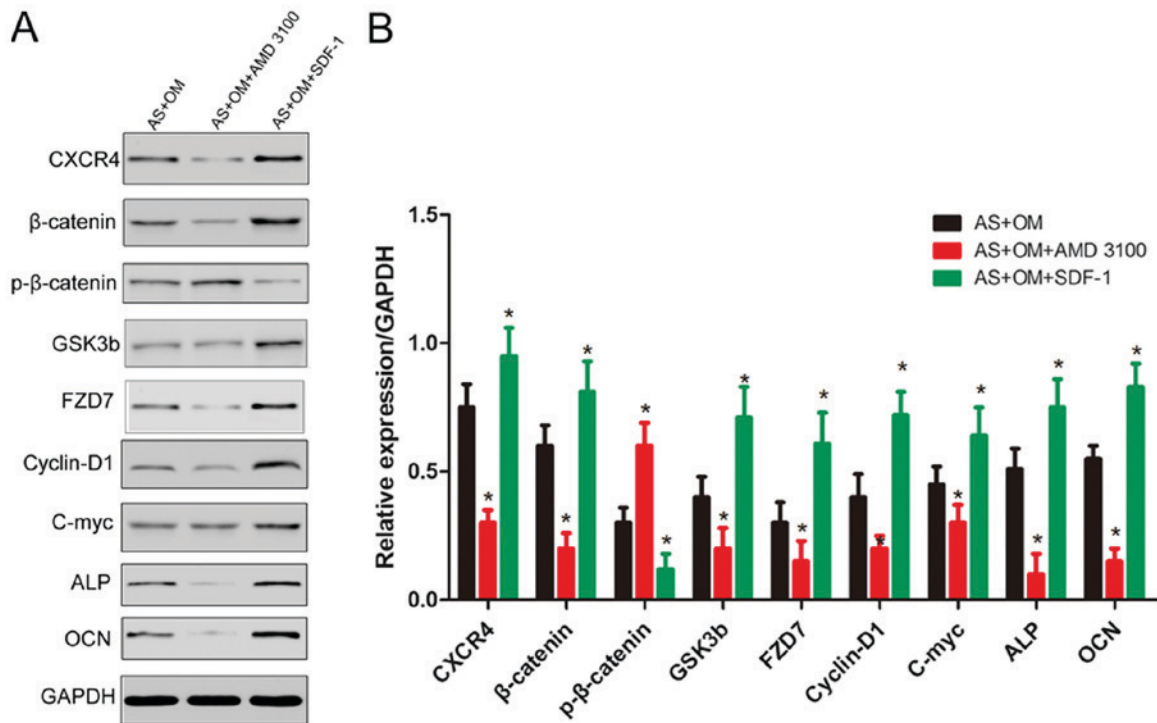 A
AS+OM
AS+OM+AMD 3100
AS+OM+SDF-1
CXCR4
β-catenin
p-β-catenin
GSK3b
FZD7
Cyclin-D1
C-myc
ALP
OCN
GAPDH
B
Relative expression/GAPDH
1.5
1.0
0.5
0.0
AS+OM
AS+OM+AMD 3100
AS+OM+SDF-1
* * * * * * * * * * * * * * * * * *
CXCR4
β-catenin
p-β-catenin
GSK3b
FZD7
Cyclin-D1
C-myc
ALP
OCN